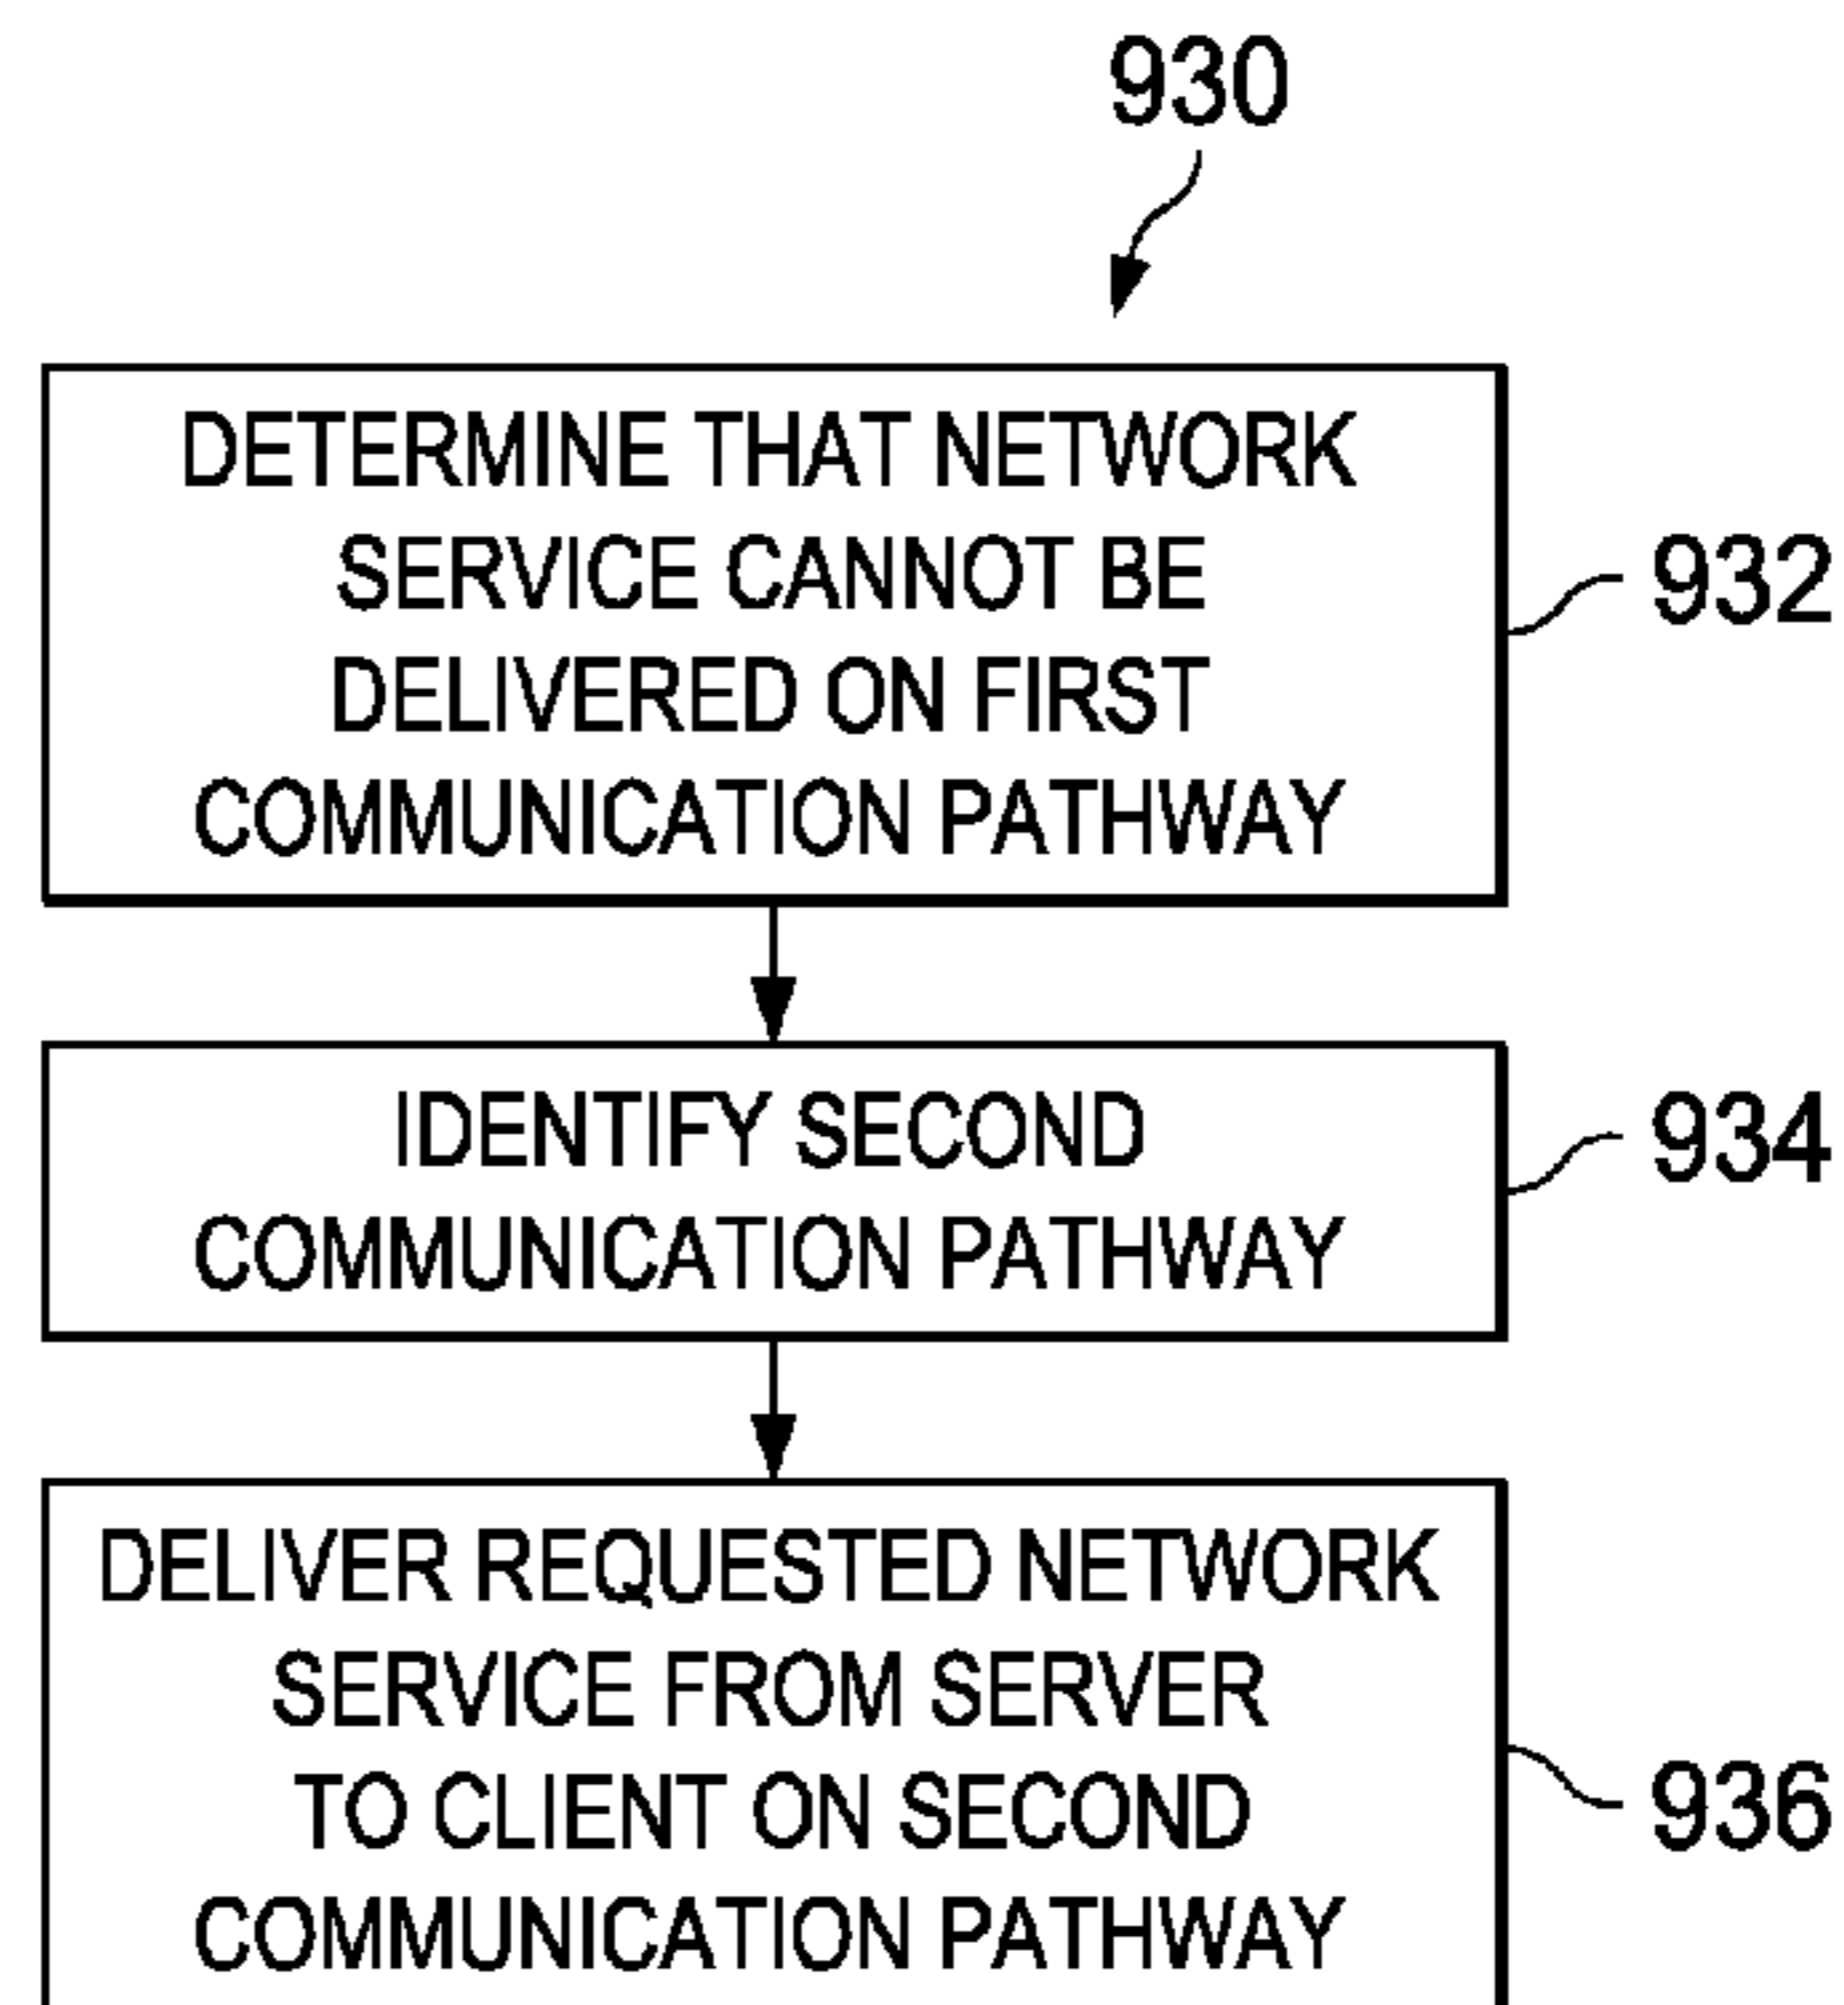 930
DETERMINE THAT NETWORK
SERVICE CANNOT BE
DELIVERED ON FIRST
COMMUNICATION PATHWAY
932
IDENTIFY SECOND
COMMUNICATION PATHWAY
934
DELIVER REQUESTED NETWORK
SERVICE FROM SERVER
TO CLIENT ON SECOND
COMMUNICATION PATHWAY
936